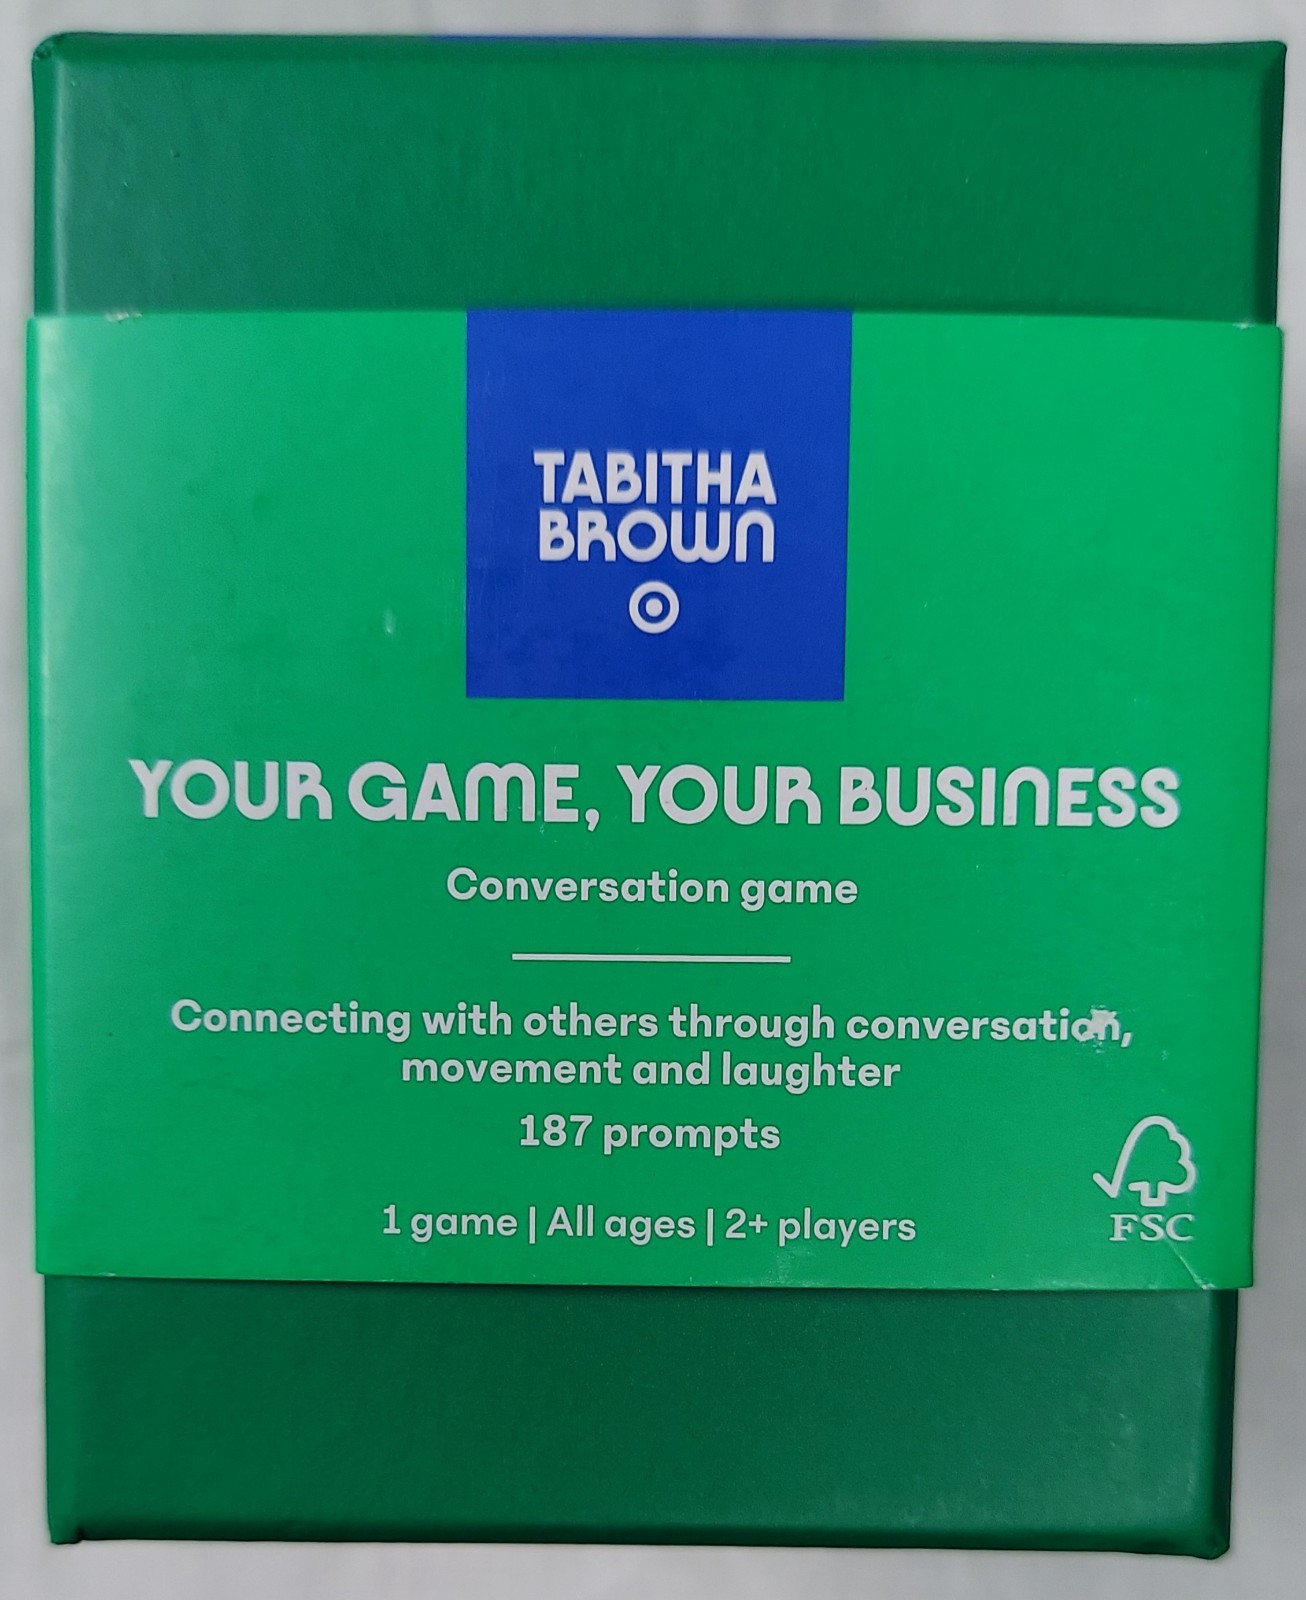 TABITHA
BROWN
YOUR GAME, YOUR BUSINESS
Conversation game
Connecting with others through conversation,
movement and laughter
187 prompts
1 game | All ages | 2+ players
FSC